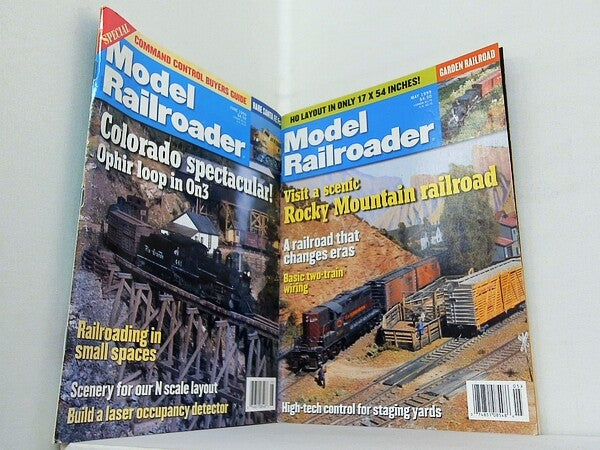 SPECIAL
COMMAND CONTROL BUYERS GUIDE
Model
Railroader
Colorado spectacular!
Ophir loop in On3
Railroading in
small spaces
Scenery for our N scale layout
Build a laser occupancy detector
HO LAYOUT IN ONLY 17 X 54 INCHES!
GARDEN RAILROAD
Model
Railroader
MAY 1998
Visit a scenic
Rocky Mountain railroad
A railroad that
changes eras
Basic two-train
wiring
High-tech control for staging yards